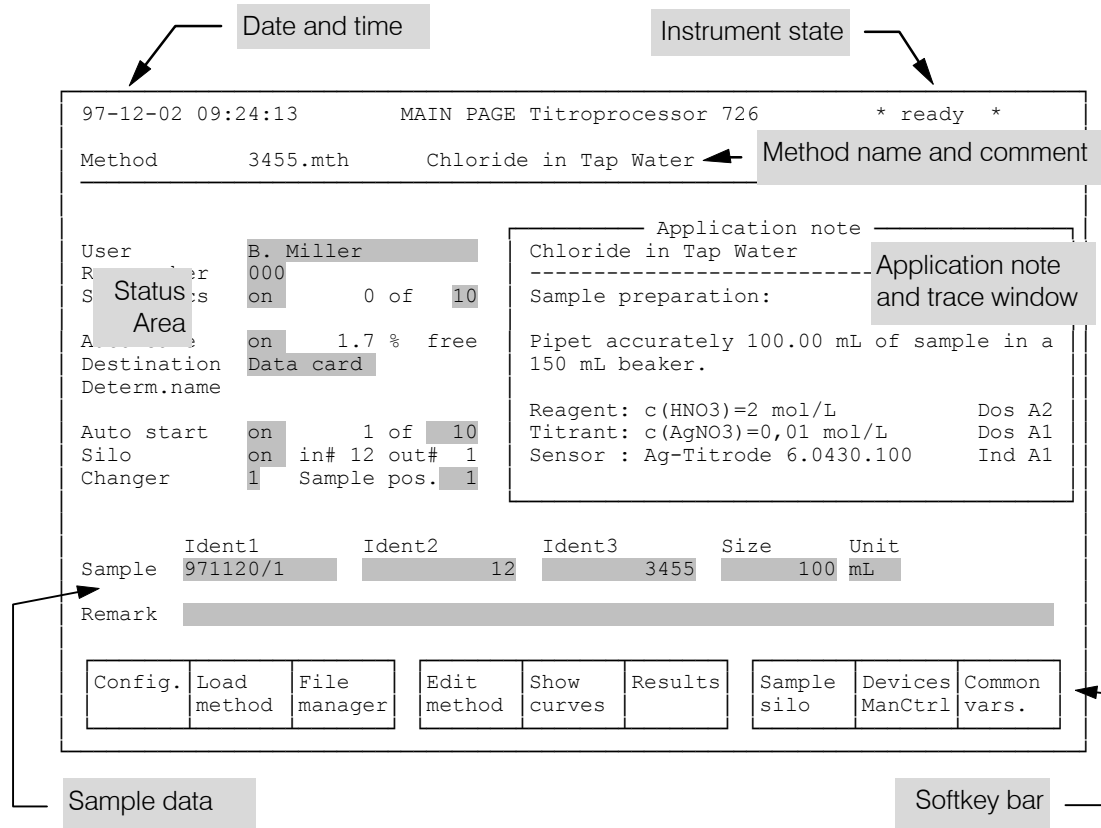 Date and time
Instrument state
97-12-02 09:24:13 MAIN PAGE Titroprocessor 726 * ready *
Method 3455.mth Chloride in Tap Water
Method name and comment
Application note
User B. Miller Chloride in Tap Water
000 ------------------------
Application note
and trace window
Status
Area
on 0 of 10 Sample preparation:
on 1.7 % free Pipet accurately 100.00 mL of sample in a
Destination Data card 150 mL beaker.
Determ.name
Reagent: c(HNO3)=2 mol/L Dos A2
Auto start on 1 of 10 Titrant: c(AgNO3)=0,01 mol/L Dos A1
Silo on in# 12 out# 1 Sensor : Ag-Titrode 6.0430.100 Ind A1
Changer 1 Sample pos. 1
Ident1 Ident2 Ident3 Size Unit
Sample 971120/1 12 3455 100 mL
Remark
Config. Load File Edit Show Results Sample Devices Common
method manager method curves silo ManCtrl vars.
Sample data
Softkey bar